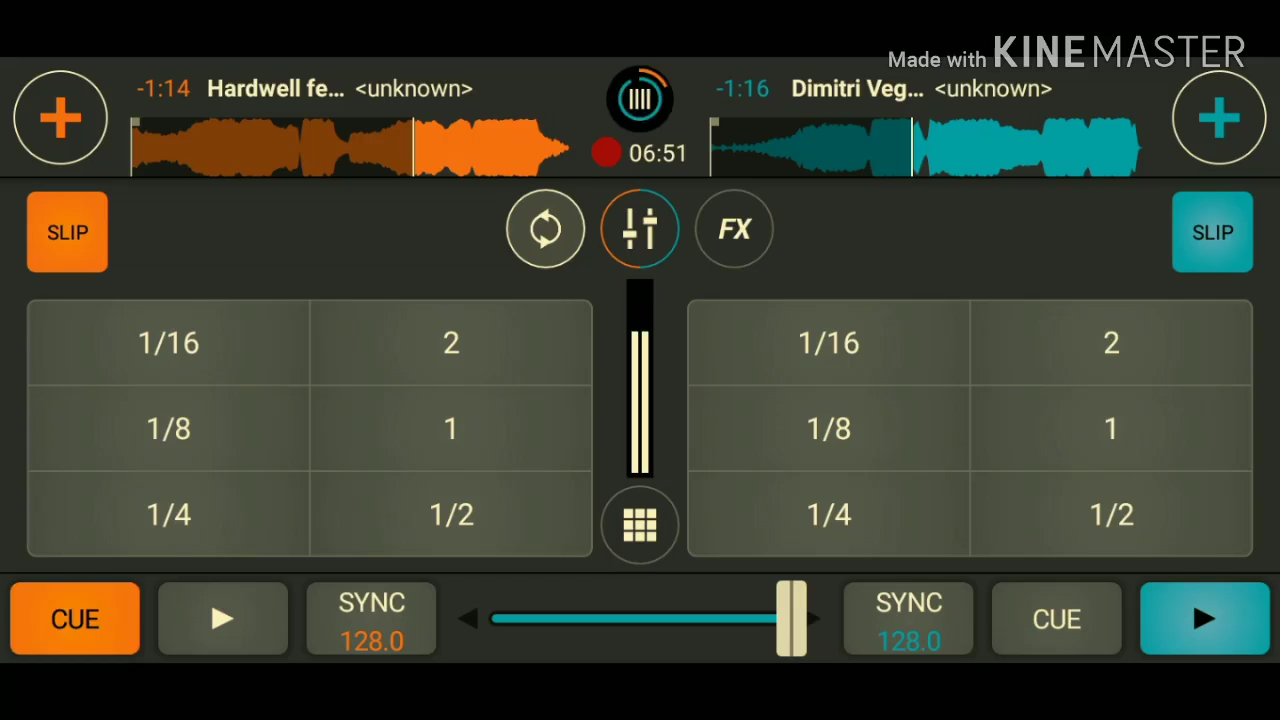 Made with KINEMASTER
-1:14 Hardwell fe... <unknown>
-1:16 Dimitri Veg... <unknown>
06:51
SLIP
FX
SLIP
1/16 2
1/8 1
1/4 1/2
1/16 2
1/8 1
1/4 1/2
CUE
SYNC
128.0
SYNC
128.0
CUE